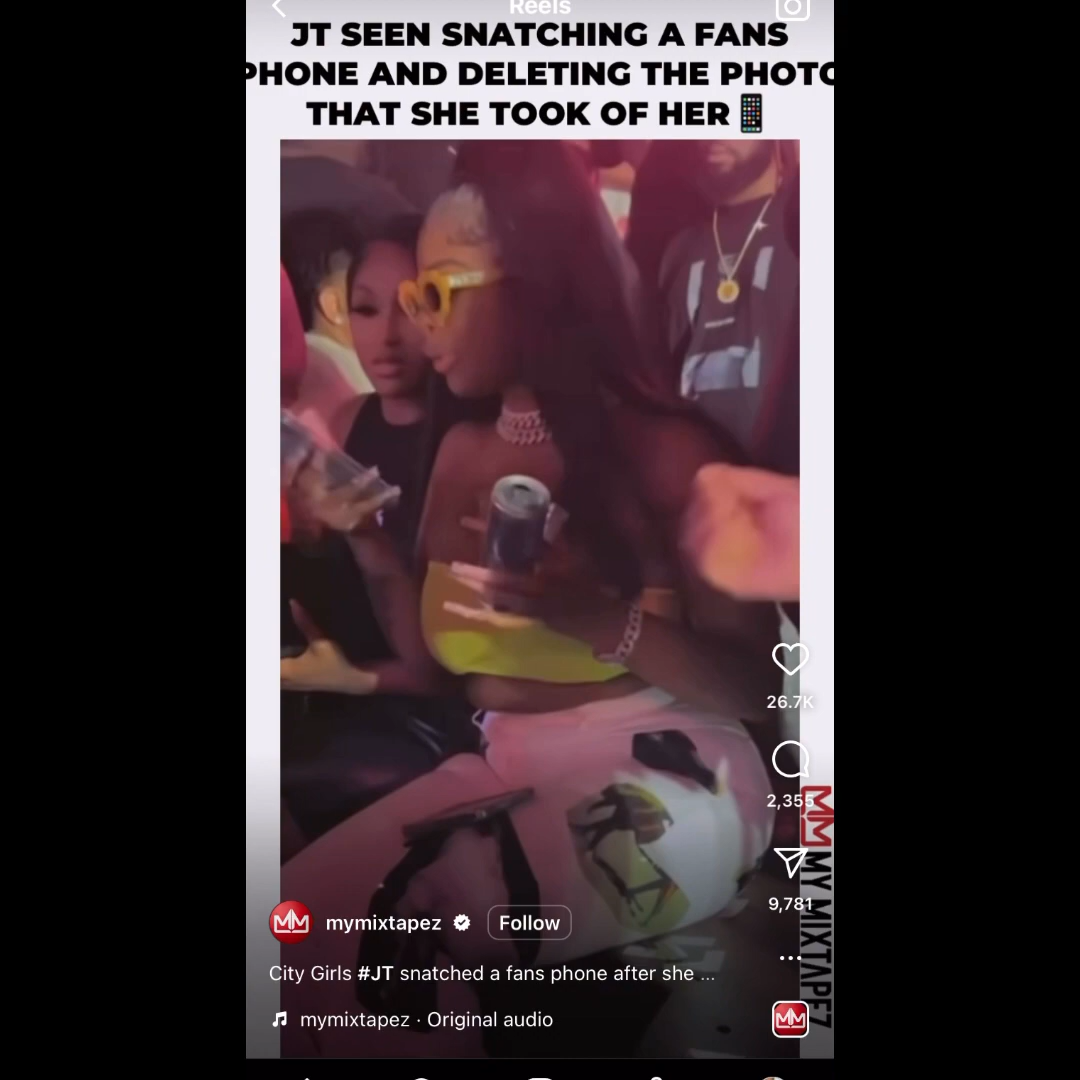 Reels
JT SEEN SNATCHING A FANS
PHONE AND DELETING THE PHOTO
THAT SHE TOOK OF HER📱
26.7K
2,355
9,781
MM MY MIXTAPEZ
mymixtapez
Follow
City Girls #JT snatched a fans phone after she ...
mymixtapez · Original audio